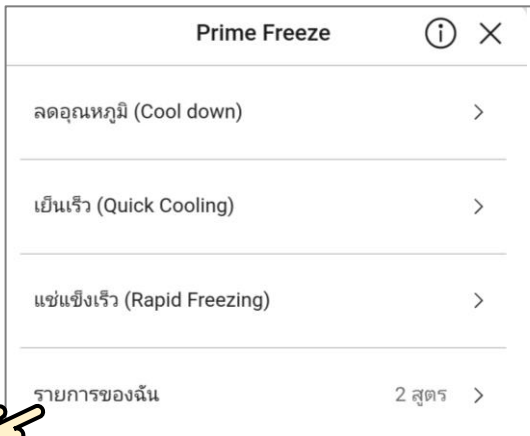 Prime Freeze
ลดอุณหภูมิ (Cool down)
เย็นเร็ว (Quick Cooling)
แช่แข็งเร็ว (Rapid Freezing)
รายการของฉัน 2 สูตร